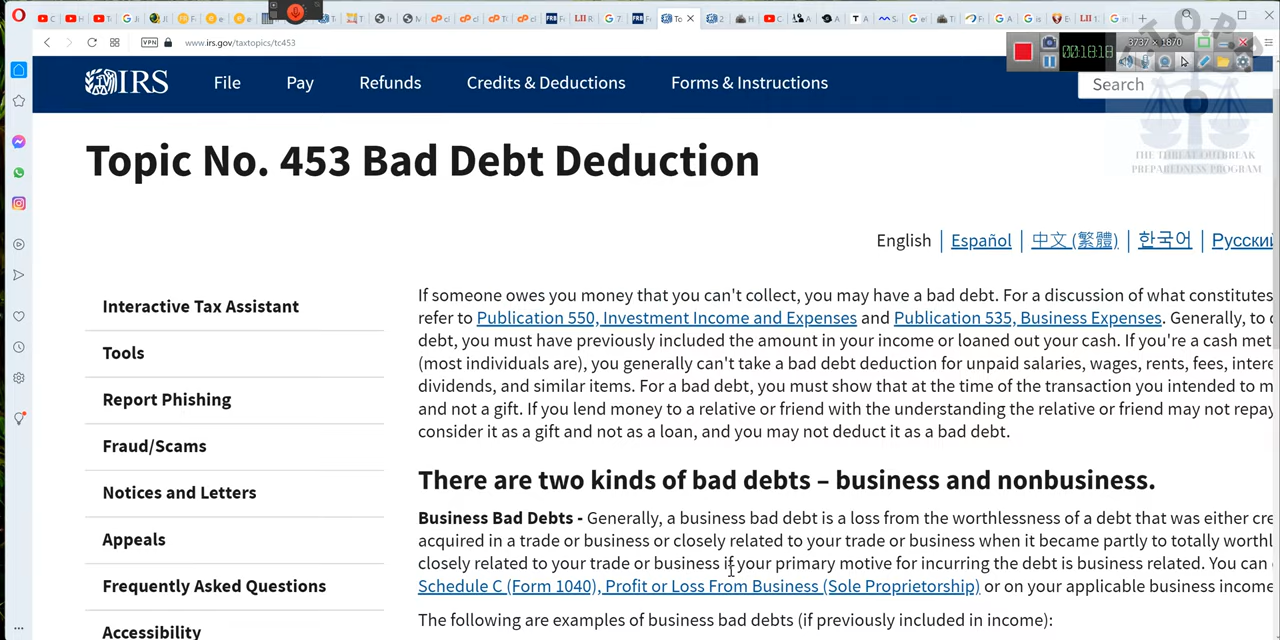 VPN
www.irs.gov/taxtopics/tc453
3737 x 1870
IRS
File
Pay
Refunds
Credits & Deductions
Forms & Instructions
Search
THE THREAT OUTBREAK
PREPAREDNESS PROGRAM
Topic No. 453 Bad Debt Deduction
English
Español
中文 (繁體)
한국어
Русский
Interactive Tax Assistant
Tools
Report Phishing
Fraud/Scams
Notices and Letters
Appeals
Frequently Asked Questions
Accessibility
If someone owes you money that you can't collect, you may have a bad debt. For a discussion of what constitutes
refer to Publication 550, Investment Income and Expenses and Publication 535, Business Expenses. Generally, to
debt, you must have previously included the amount in your income or loaned out your cash. If you're a cash
(most individuals are), you generally can't take a bad debt deduction for unpaid salaries, wages, rents, fees,
dividends, and similar items. For a bad debt, you must show that at the time of the transaction you intended to
and not a gift. If you lend money to a relative or friend with the understanding the relative or friend may not repay
consider it as a gift and not as a loan, and you may not deduct it as a bad debt.
There are two kinds of bad debts – business and nonbusiness.
Business Bad Debts - Generally, a business bad debt is a loss from the worthlessness of a debt that was either
acquired in a trade or business or closely related to your trade or business when it became partly to totally
closely related to your trade or business if your primary motive for incurring the debt is business related. You can
Schedule C (Form 1040), Profit or Loss From Business (Sole Proprietorship) or on your applicable business income
The following are examples of business bad debts (if previously included in income):